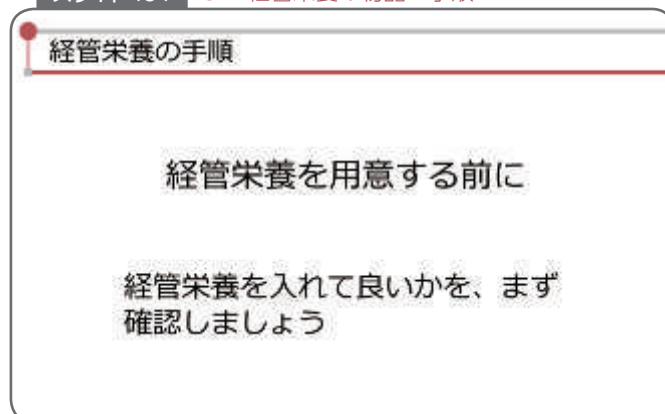 経管栄養の手順
経管栄養を用意する前に
経管栄養を入れて良いかを、まず
確認しましょう